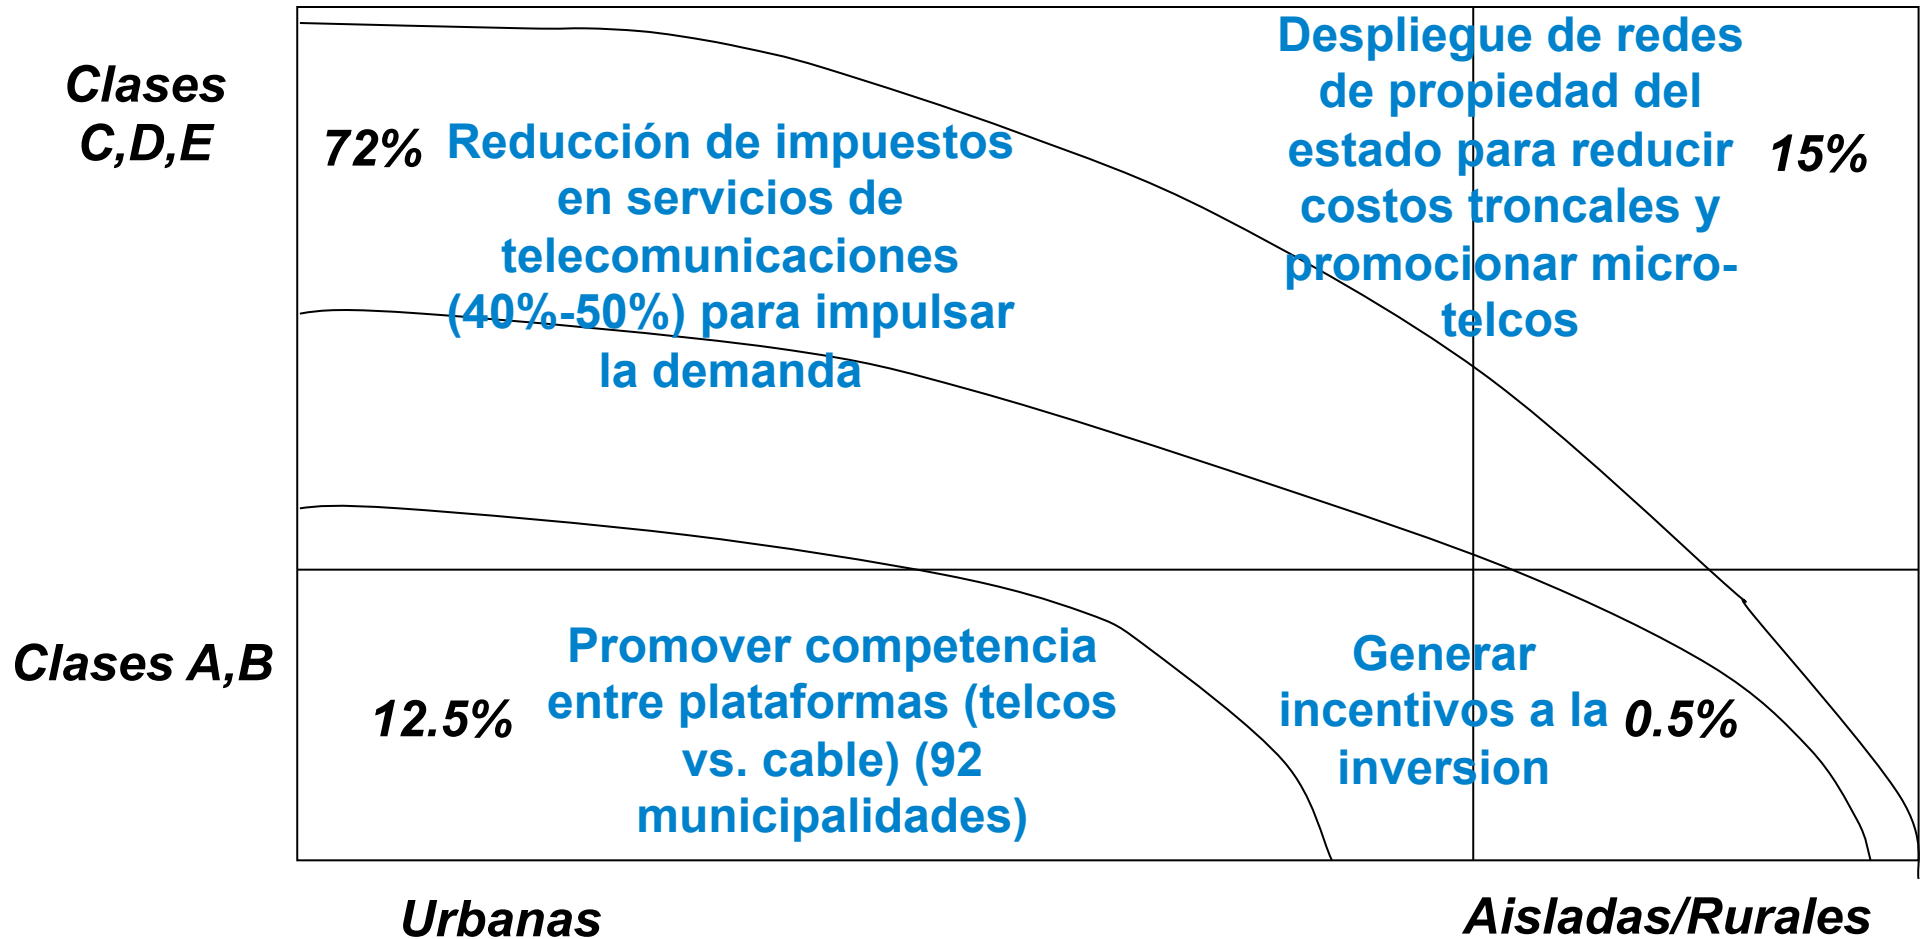 Clases
C,D,E
72%
Reducción de impuestos
en servicios de
telecomunicaciones
(40%-50%) para impulsar
la demanda
Despliegue de redes
de propiedad del
estado para reducir
costos troncales y
promocionar micro-
telcos
15%
Clases A,B
12.5%
Promover competencia
entre plataformas (telcos
vs. cable) (92
municipalidades)
Generar
incentivos a la
inversion
0.5%
Urbanas
Aisladas/Rurales